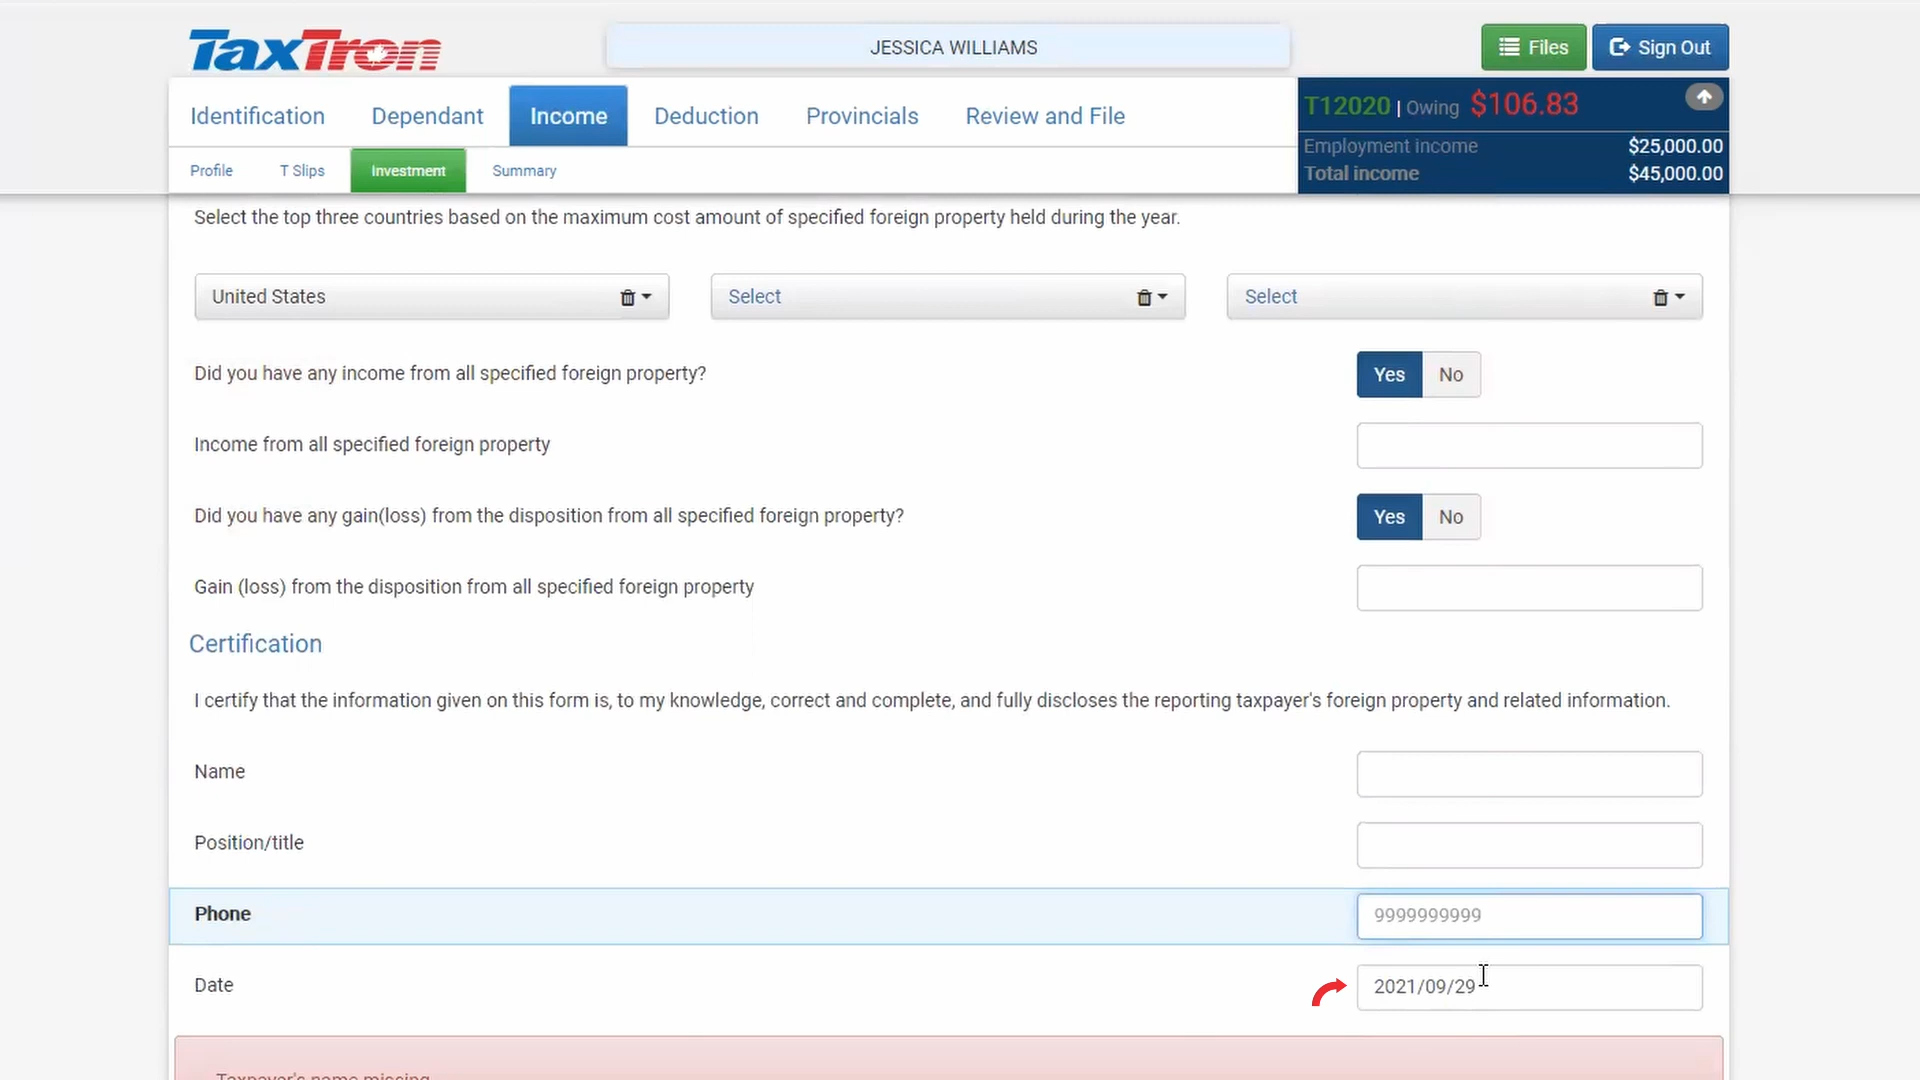 TaxTron
JESSICA WILLIAMS
Files
Sign Out
Identification
Dependant
Income
Deduction
Provincials
Review and File
T12020 | Owing $106.83
Employment income $25,000.00
Total income $45,000.00
Profile
T Slips
Investment
Summary
Select the top three countries based on the maximum cost amount of specified foreign property held during the year.
United States
Select
Select
Did you have any income from all specified foreign property?
Yes No
Income from all specified foreign property
Did you have any gain(loss) from the disposition from all specified foreign property?
Yes No
Gain (loss) from the disposition from all specified foreign property
Certification
I certify that the information given on this form is, to my knowledge, correct and complete, and fully discloses the reporting taxpayer's foreign property and related information.
Name
Position/title
Phone
9999999999
Date
2021/09/29
Taxpayer's name missing